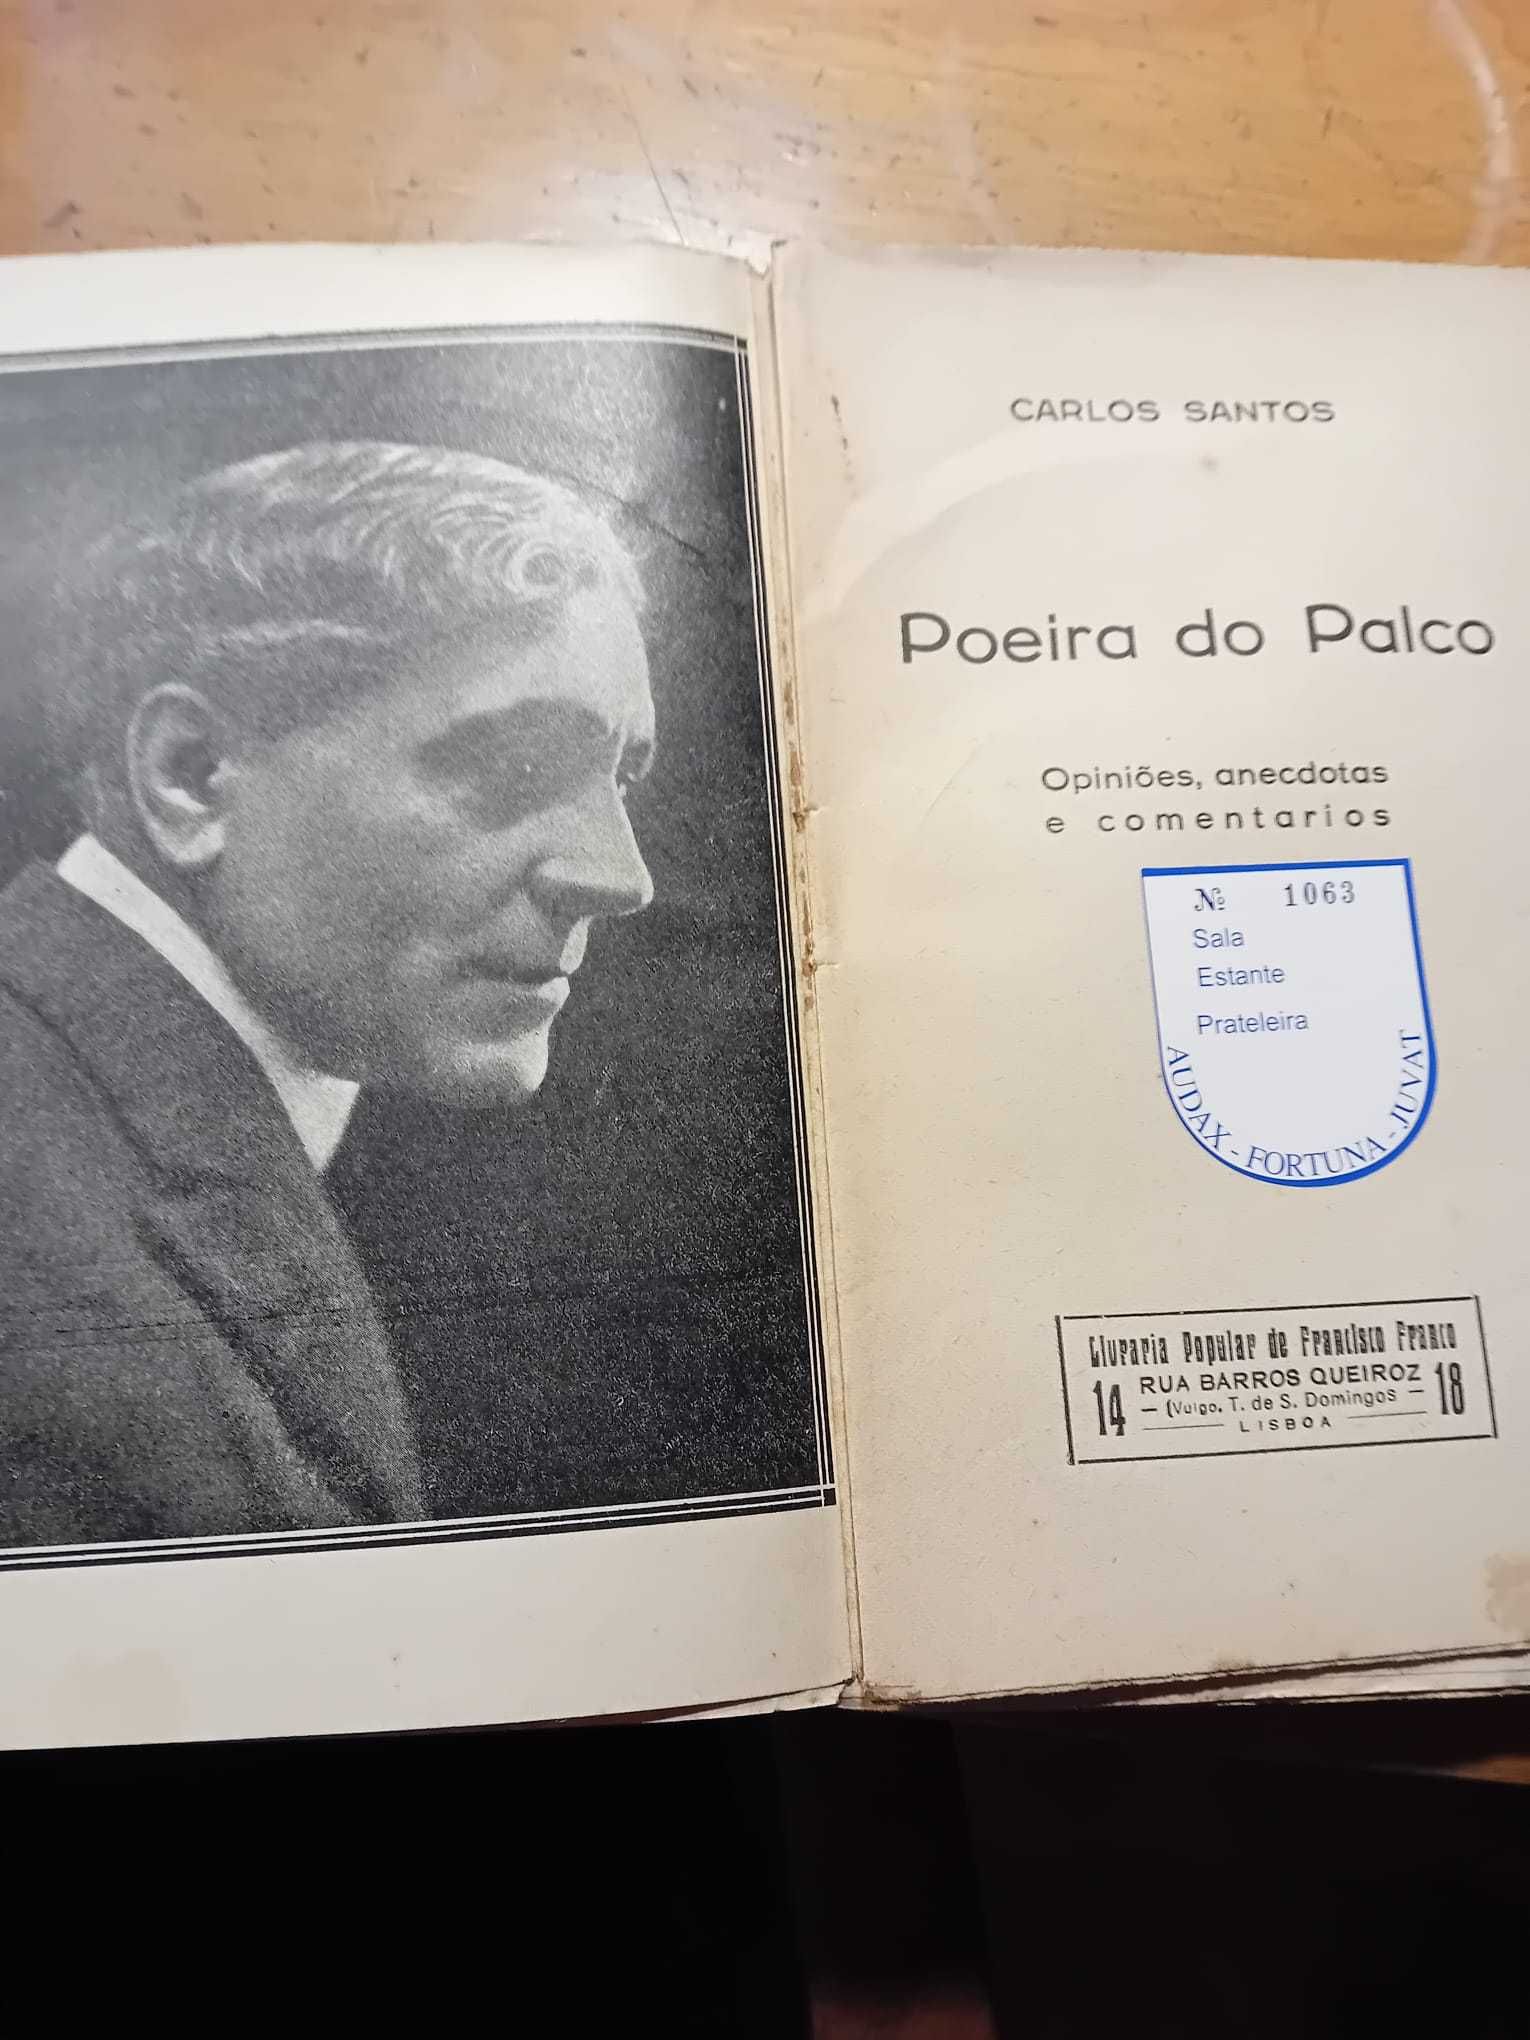 CARLOS SANTOS
Poeira do Palco
Opiniões, anecdotas
e comentarios
№ 1063
Sala
Estante
Prateleira
AUDAX - FORTUNA - JUVAT
Livraria Popular de Francisco Franco
14 RUA BARROS QUEIROZ 18
— (Vulgo. T. de S. Domingos —
LISBOA